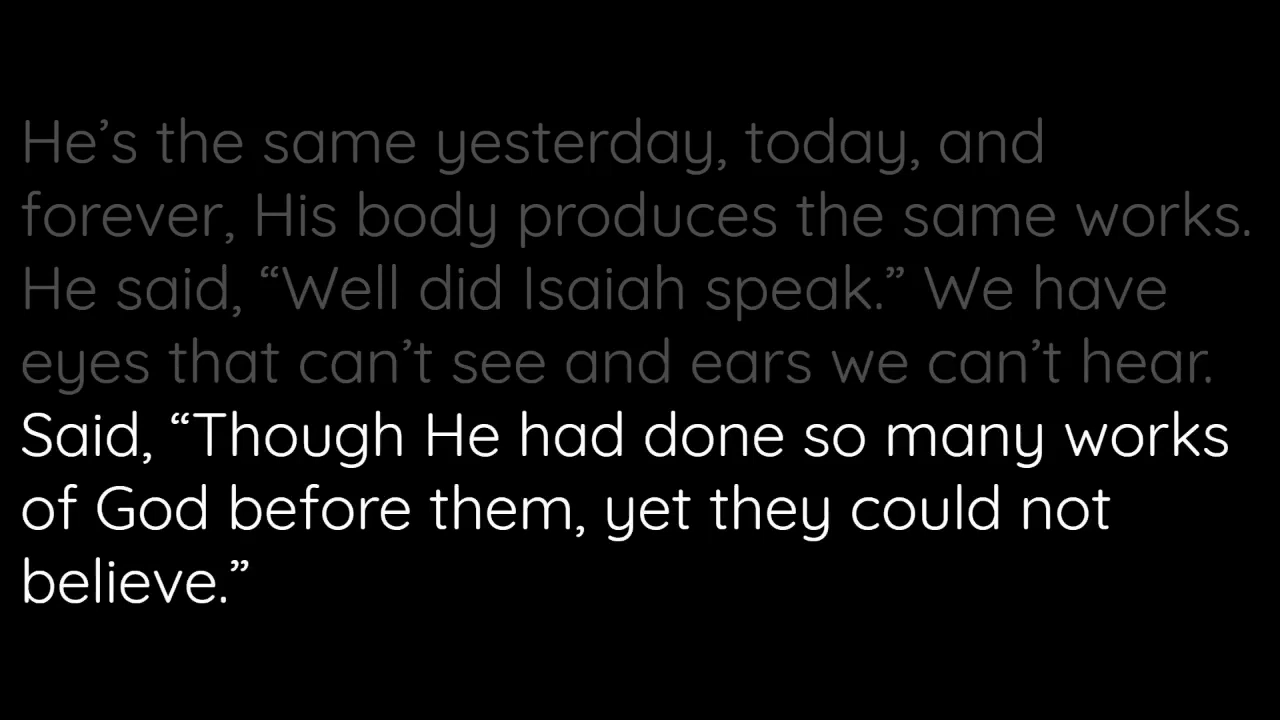 He’s the same yesterday, today, and
forever, His body produces the same works.
He said, “Well did Isaiah speak.” We have
eyes that can’t see and ears we can’t hear.
Said, “Though He had done so many works
of God before them, yet they could not
believe.”